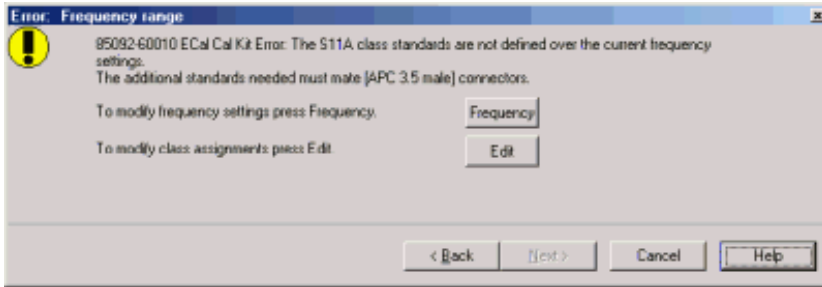 Error: Frequency range
85092-60010 ECal Cal Kit Error: The S11A class standards are not defined over the current frequency
settings.
The additional standards needed must mate [APC 3.5 male] connectors.
To modify frequency settings press Frequency.
Frequency
To modify class assignments press Edit
Edit
< Back
Next >
Cancel
Help